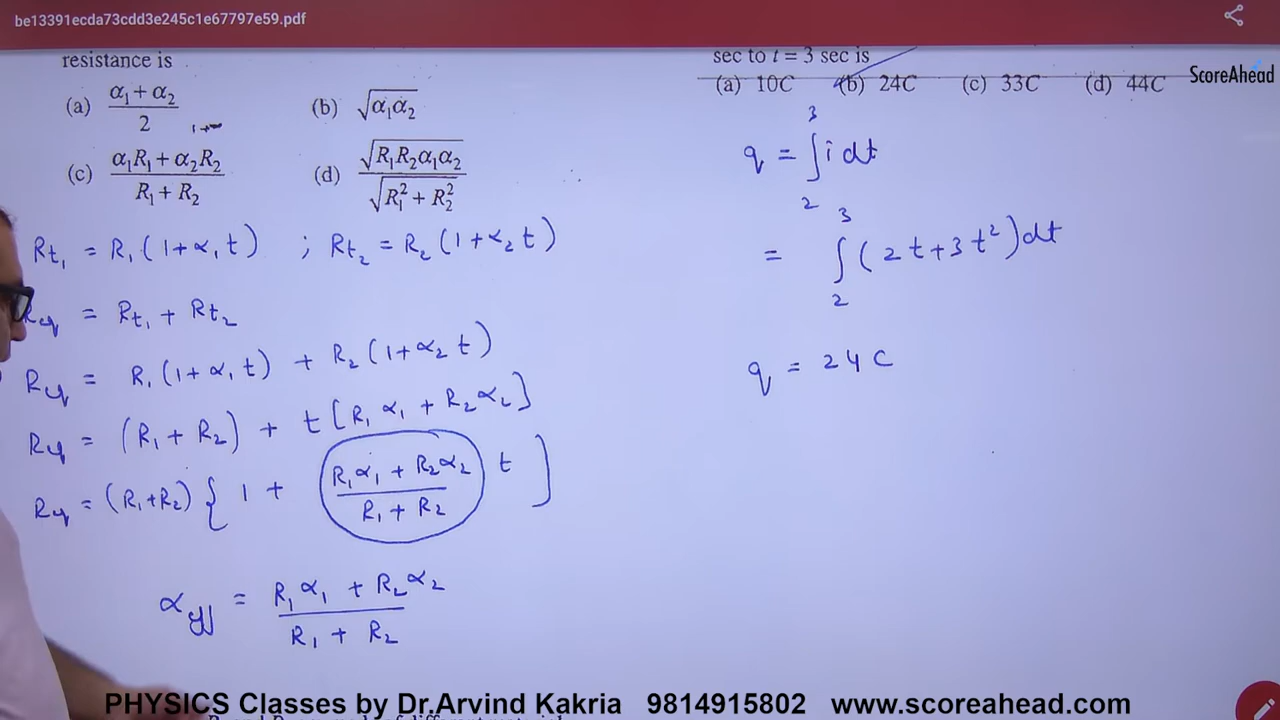 be13391ecda73cdd3e245c1e67797e59.pdf
resistance is
(a) α₁ + α₂ / 2
(b) √α₁α₂
(c) α₁R₁ + α₂R₂ / R₁ + R₂
(d) √R₁R₂α₁α₂ / √R₁² + R₂²
Rt₁ = R₁(1+α₁t) ; Rt₂ = R₂(1+α₂t)
Req = Rt₁ + Rt₂
Req = R₁(1+α₁t) + R₂(1+α₂t)
Req = (R₁ + R₂) + t[R₁α₁ + R₂α₂]
Req = (R₁+R₂) { 1 + R₁α₁ + R₂α₂ / R₁ + R₂ t ]
αeff = R₁α₁ + R₂α₂ / R₁ + R₂
sec to t = 3 sec is
ScoreAhead
(a) 10C (b) 24C (c) 33C (d) 44C
q = ∫₂³ i dt
= ∫₂³ (2t+3t²)dt
q = 24 C
PHYSICS Classes by Dr.Arvind Kakria 9814915802 www.scoreahead.com